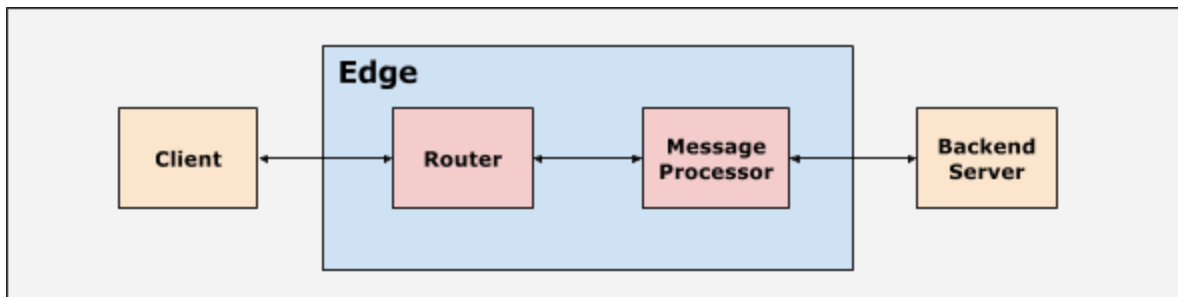 Edge
Client
Router
Message
Processor
Backend
Server